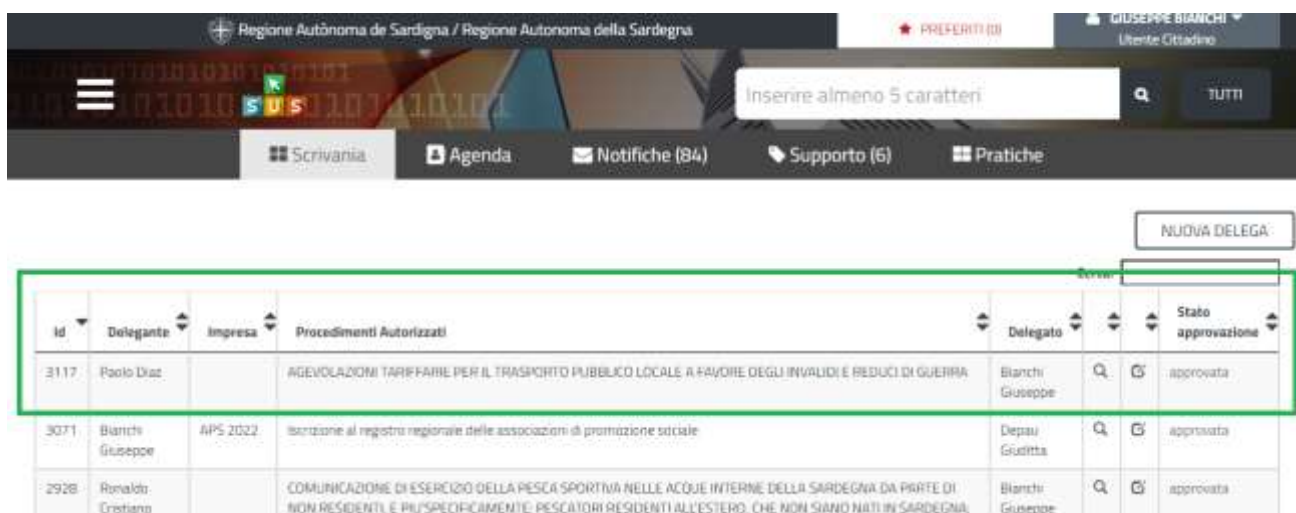 Regione Autònoma de Sardigna / Regione Autonoma della Sardegna
PREFERITI (0)
GIUSEPPE BIANCHI
Utente Cittadino
SUS
Inserire almeno 5 caratteri
TUTTI
Scrivania
Agenda
Notifiche (84)
Supporto (6)
Pratiche
NUOVA DELEGA
Id Delegante Impresa Procedimenti Autorizzati Delegato Stato
approvazione
3117 Paolo Diaz AGEVOLAZIONI TARIFFARIE PER IL TRASPORTO PUBBLICO LOCALE A FAVORE DEGLI INVALIDI E REDUCI DI GUERRA Bianchi approvata
Giuseppe
3071 Bianchi APS 2022 Iscrizione al registro regionale delle associazioni di promozione sociale Depau approvata
Giuseppe Giuditta
2928 Ronaldo COMUNICAZIONE DI ESERCIZIO DELLA PESCA SPORTIVA NELLE ACQUE INTERNE DELLA SARDEGNA DA PARTE DI Bianchi approvata
Cristiano NON RESIDENTI, E PIU'SPECIFICAMENTE: PESCATORI RESIDENTI ALL'ESTERO, CHE NON SIANO NATI IN SARDEGNA; Giuseppe